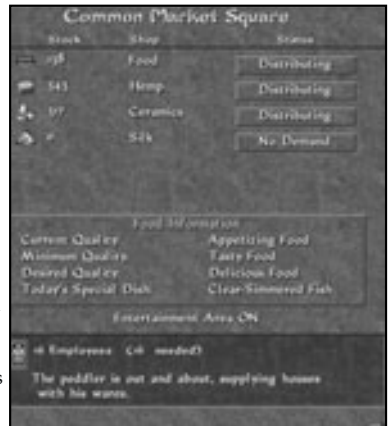 Common Market Square
Stock Shop Status
Food Distributing
543 Hemp Distributing
Ceramics Distributing
Silk No Demand
Food Information
Current Quality Appetizing Food
Minimum Quality Tasty Food
Desired Quality Delicious Food
Today's Special Dish Clear-Simmered Fish
Entertainment Area ON
Employees needed)
The peddler is out and about, supplying houses
with his wares.
s